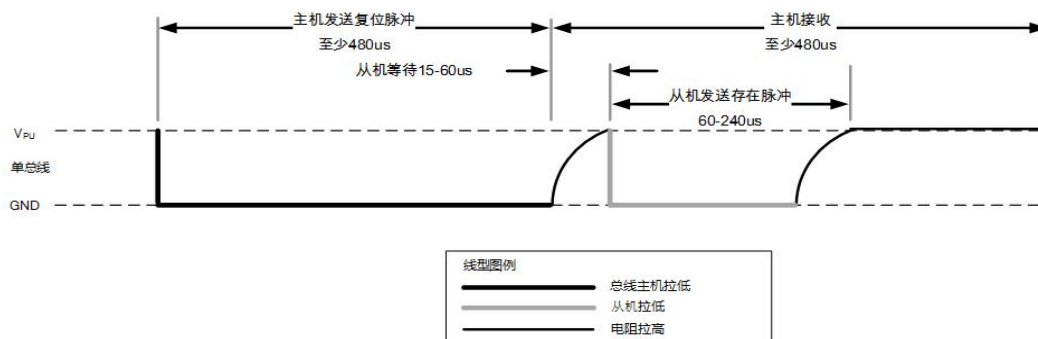 主机发送复位脉冲
至少480us
主机接收
至少480us
从机等待15-60us
从机发送存在脉冲
60-240us
VPU
单总线
GND
线型图例
总线主机拉低
从机拉低
电阻拉高